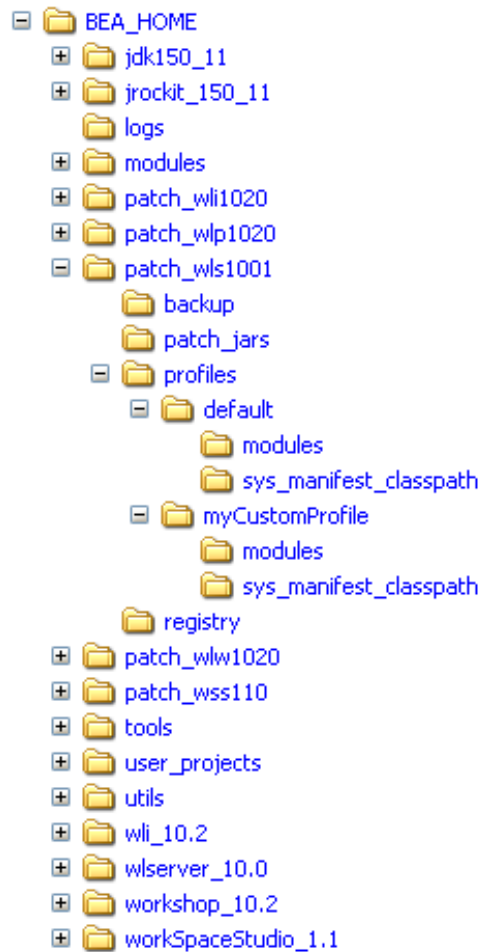 BEA_HOME
jdk150_11
jrockit_150_11
logs
modules
patch_wli1020
patch_wlp1020
patch_wls1001
backup
patch_jars
profiles
default
modules
sys_manifest_classpath
myCustomProfile
modules
sys_manifest_classpath
registry
patch_wlw1020
patch_wss110
tools
user_projects
utils
wli_10.2
wlserver_10.0
workshop_10.2
workSpaceStudio_1.1